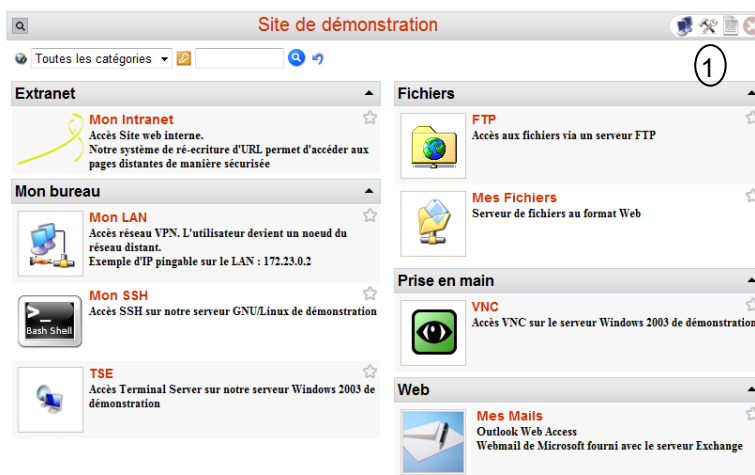 Site de démonstration
1
Toutes les catégories
Extranet
Mon Intranet
Accès Site web interne.
Notre système de ré-ecriture d'URL permet d'accéder aux
pages distantes de manière sécurisée
Mon bureau
Mon LAN
Accès réseau VPN. L'utilisateur devient un noeud du
réseau distant.
Exemple d'IP pingable sur le LAN : 172.23.0.2
Mon SSH
Accès SSH sur notre serveur GNU/Linux de démonstration
Bash Shell
TSE
Accès Terminal Server sur notre serveur Windows 2003 de
démonstration
Fichiers
FTP
Accès aux fichiers via un serveur FTP
Mes Fichiers
Serveur de fichiers au format Web
Prise en main
VNC
Accès VNC sur le serveur Windows 2003 de démonstration
Web
Mes Mails
Outlook Web Access
Webmail de Microsoft fourni avec le serveur Exchange